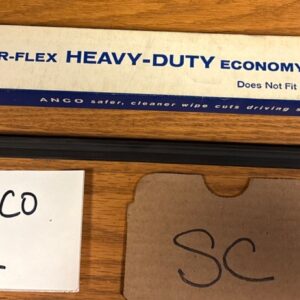 R-FLEX HEAVY-DUTY ECONOMY
Does Not Fit
ANCO safer, cleaner wipe cuts driving
CO
SC